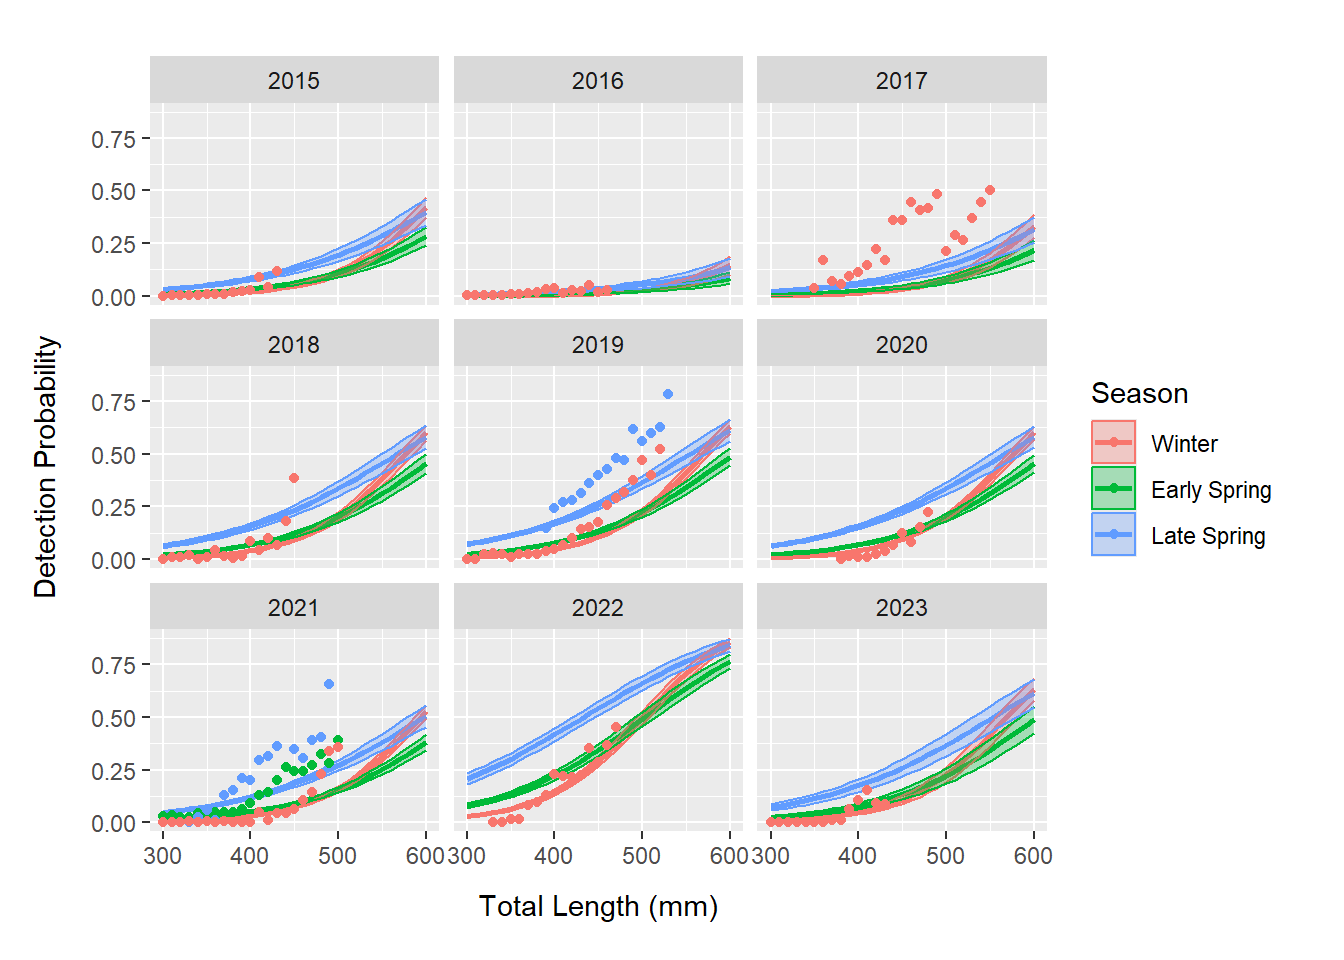 2015 2016 2017
0.75
0.50
0.25
0.00
2018 2019 2020
0.75
0.50
0.25
0.00
2021 2022 2023
0.75
0.50
0.25
0.00
300 400 500 600 300 400 500 600 300 400 500 600
Total Length (mm)
Detection Probability
Season
Winter
Early Spring
Late Spring